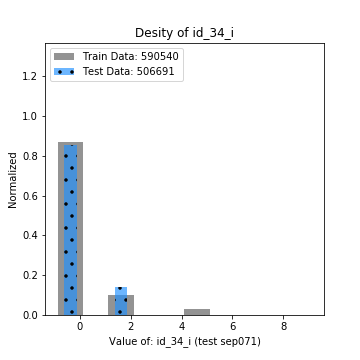 Desity of id_34_i
Train Data: 590540
Test Data: 506691
1.2
1.0
0.8
0.6
0.4
0.2
0.0
Normalized
0 2 4 6 8
Value of: id_34_i (test sep071)